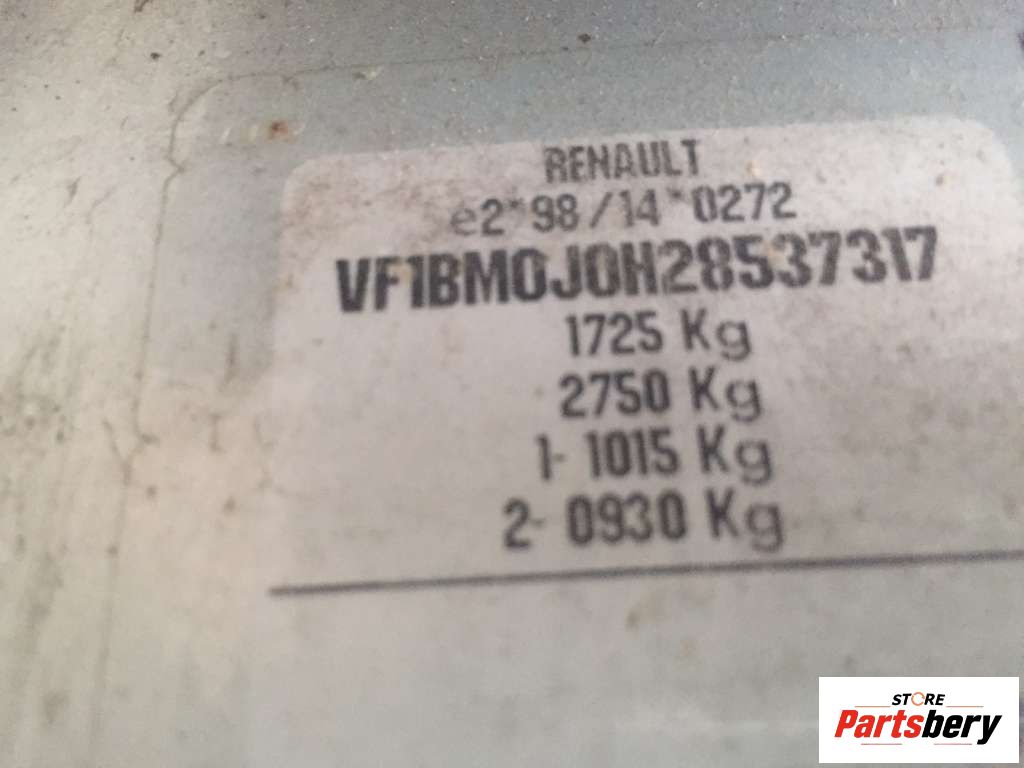 RENAULT
e2*98/14*0272
VF1BM0J0H28537317
1725 Kg
2750 Kg
1- 1015 Kg
2- 0930 Kg
STORE
Partsbery